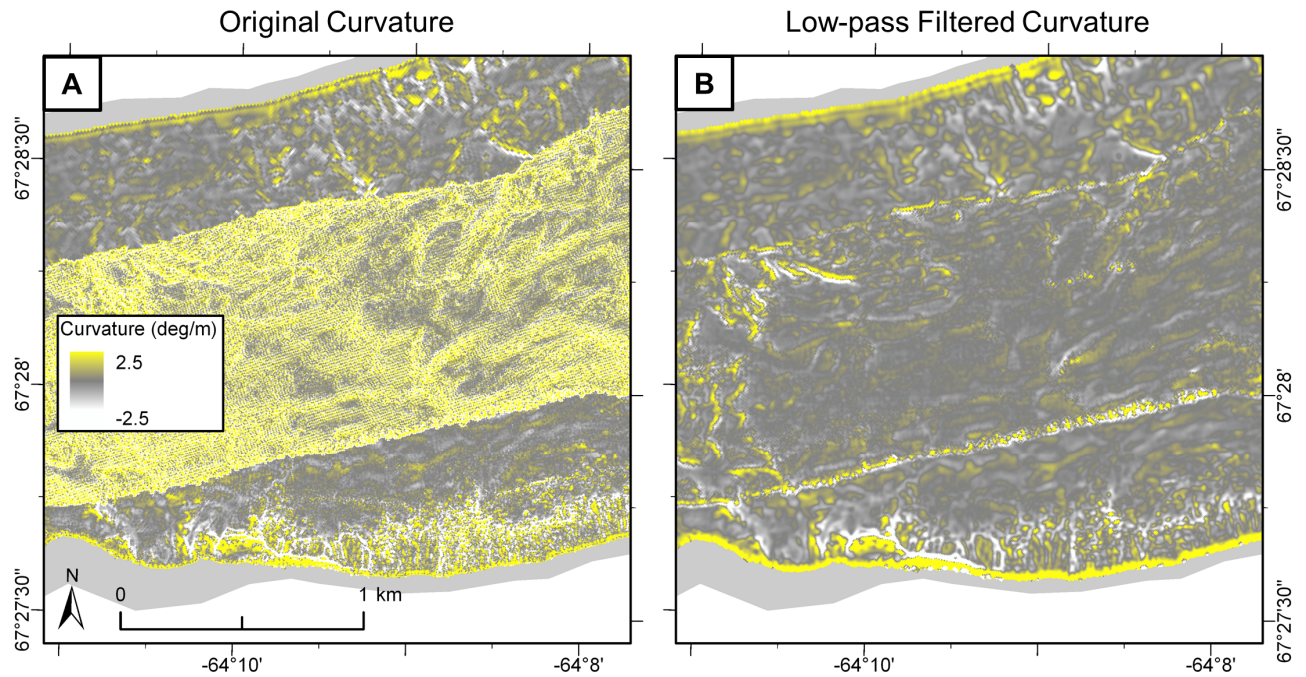 Original Curvature
Low-pass Filtered Curvature
A
B
67°28'30"
67°28'
67°27'30"
Curvature (deg/m)
2.5
-2.5
N
0
1 km
-64°10'
-64°8'
-64°10'
-64°8'
67°28'30"
67°28'
67°27'30"